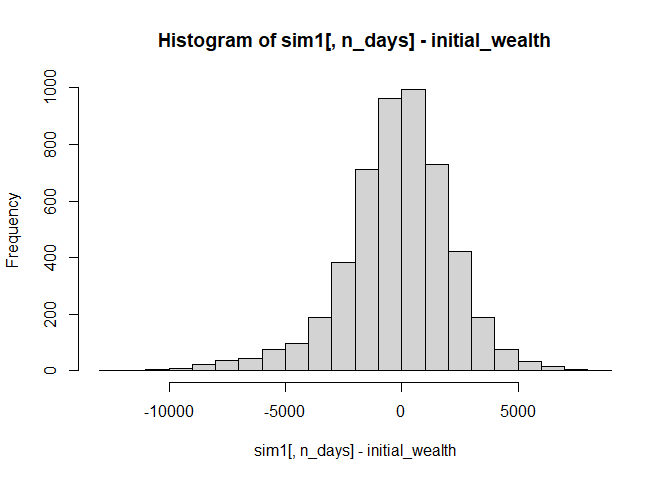 Histogram of sim1[, n_days] - initial_wealth
Frequency
1000
800
600
400
200
0
-10000 -5000 0 5000
sim1[, n_days] - initial_wealth